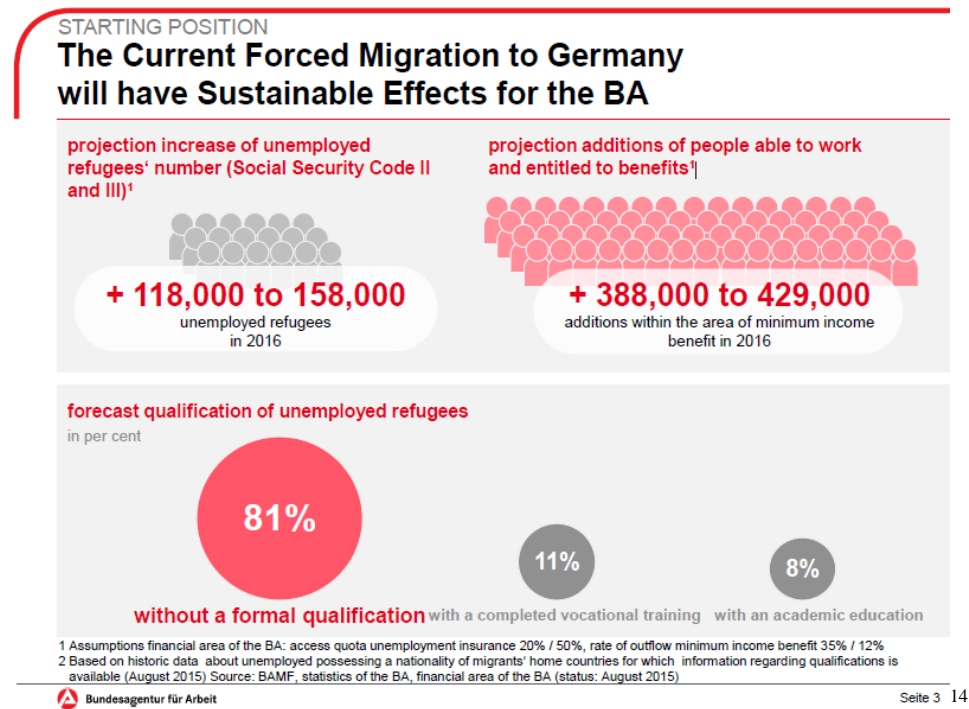 STARTING POSITION
The Current Forced Migration to Germany
will have Sustainable Effects for the BA
projection increase of unemployed
refugees‘ number (Social Security Code II
and III)¹
+ 118,000 to 158,000
unemployed refugees
in 2016
projection additions of people able to work
and entitled to benefits¹
+ 388,000 to 429,000
additions within the area of minimum income
benefit in 2016
forecast qualification of unemployed refugees
in per cent
81%
11%
8%
without a formal qualification
with a completed vocational training
with an academic education
1 Assumptions financial area of the BA: access quota unemployment insurance 20% / 50%, rate of outflow minimum income benefit 35% / 12%
2 Based on historic data about unemployed possessing a nationality of migrants‘ home countries for which information regarding qualifications is
available (August 2015) Source: BAMF, statistics of the BA, financial area of the BA (status: August 2015)
Bundesagentur für Arbeit
Seite 3
14